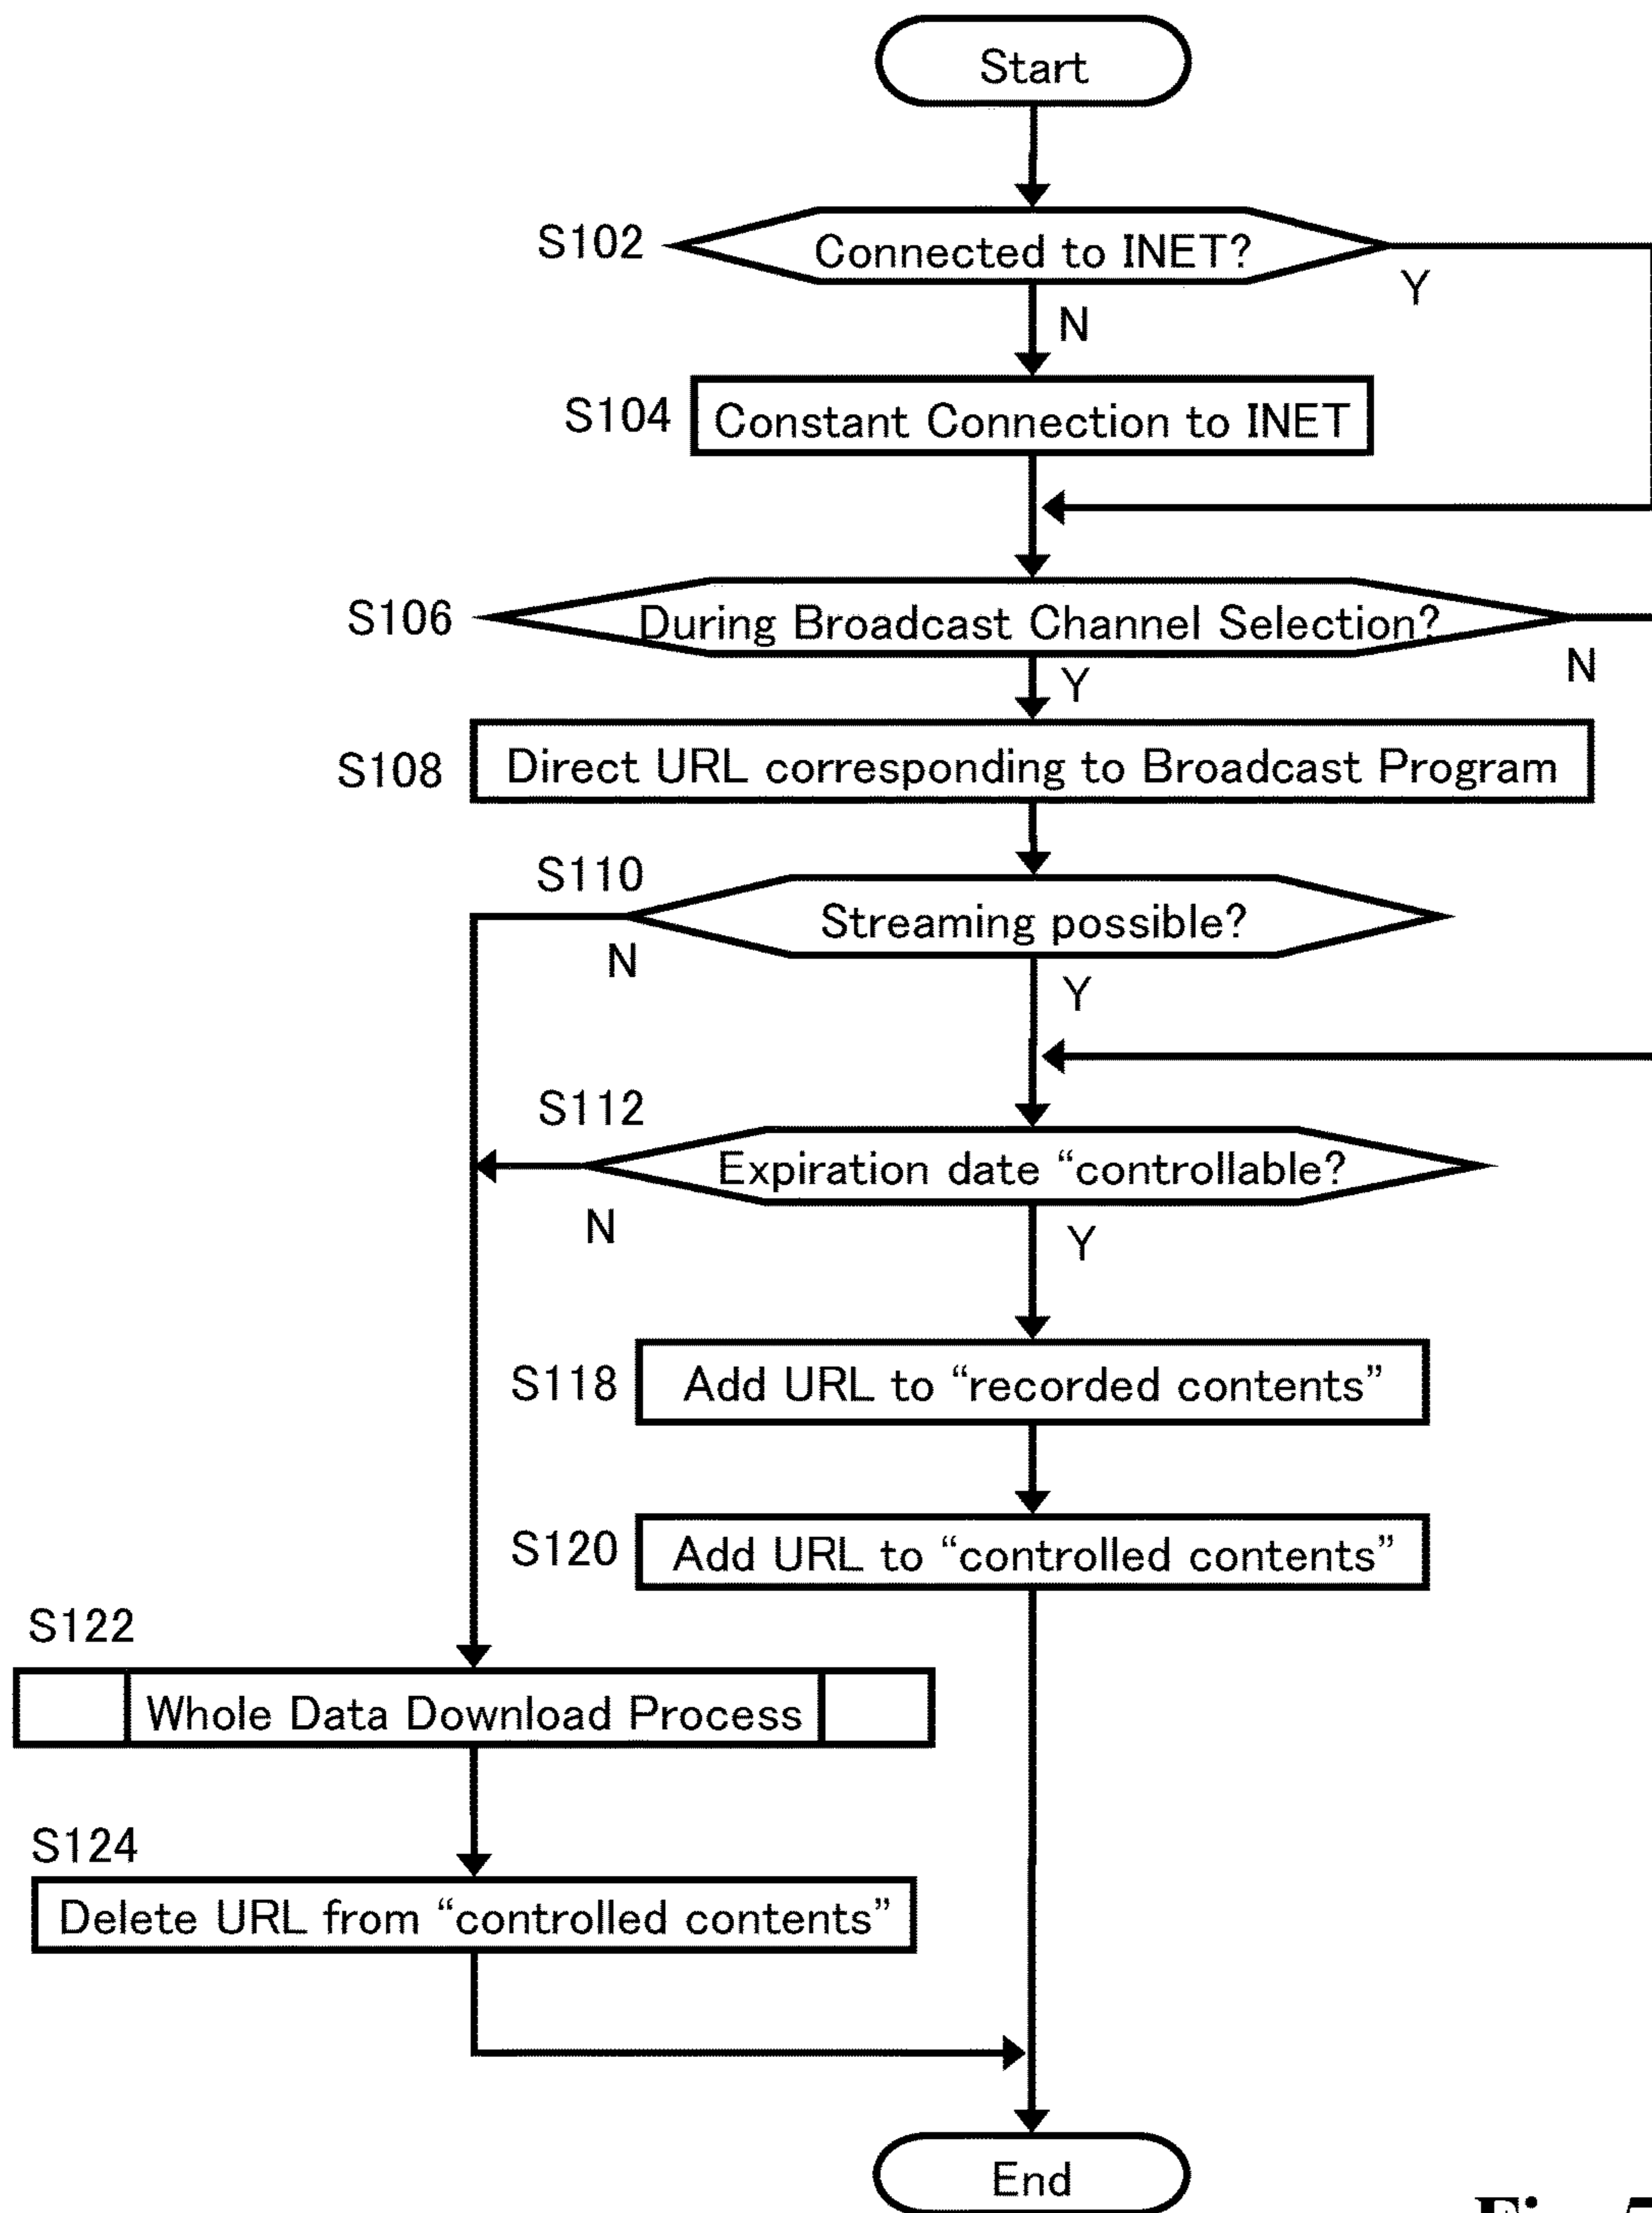 Start
S102
Connected to INET?
Y
N
S104
Constant Connection to INET
S106
During Broadcast Channel Selection?
N
Y
S108
Direct URL corresponding to Broadcast Program
S110
Streaming possible?
N
Y
S112
Expiration date “controllable?
N
Y
S118
Add URL to “recorded contents”
S120
Add URL to “controlled contents”
S122
Whole Data Download Process
S124
Delete URL from “controlled contents”
End